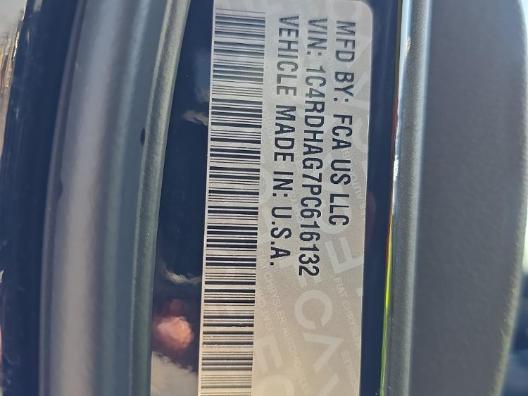 MFD BY: FCA US LLC
VIN: 1C4RDHAG7PC616132
VEHICLE MADE IN: U.S.A.